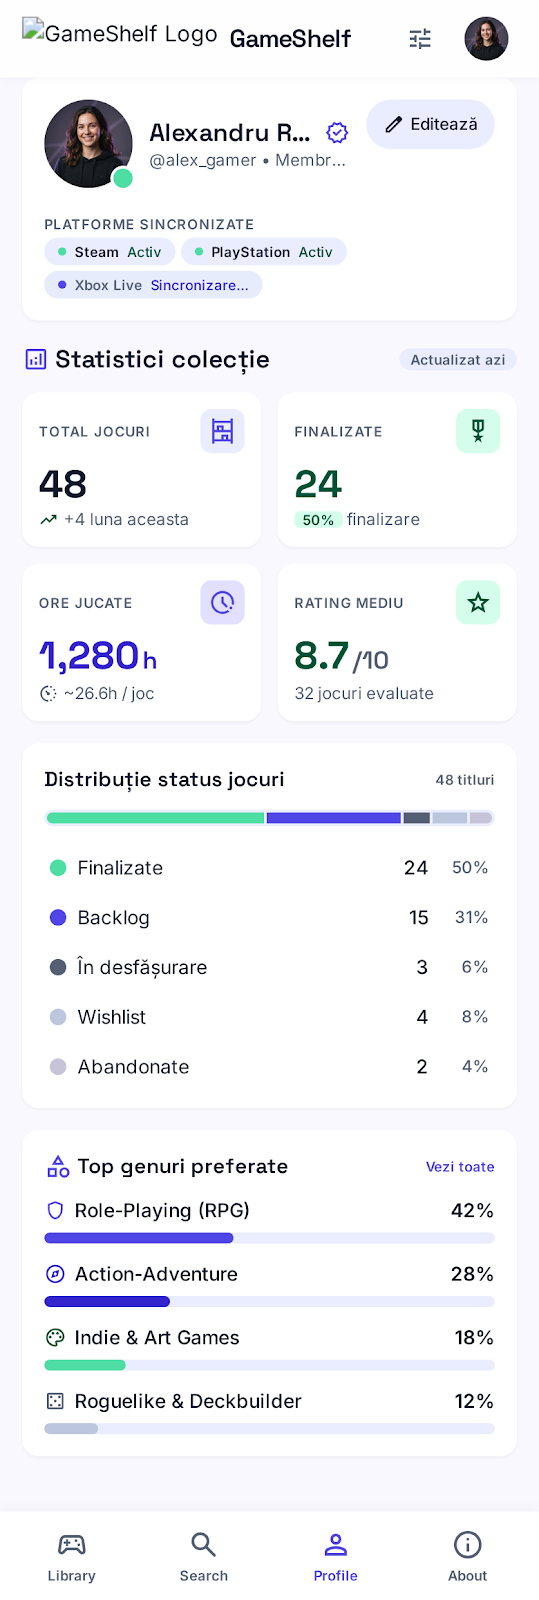 GameShelf Logo GameShelf
Alexandru R...
Editează
@alex_gamer • Membr...
PLATFORME SINCRONIZATE
Steam Activ
PlayStation Activ
Xbox Live Sincronizare...
Statistici colecție
Actualizat azi
TOTAL JOCURI
48
+4 luna aceasta
FINALIZATE
24
50% finalizare
ORE JUCATE
1,280h
~26.6h / joc
RATING MEDIU
8.7/10
32 jocuri evaluate
Distribuție status jocuri
48 titluri
Finalizate 24 50%
Backlog 15 31%
În desfășurare 3 6%
Wishlist 4 8%
Abandonate 2 4%
Top genuri preferate
Vezi toate
Role-Playing (RPG) 42%
Action-Adventure 28%
Indie & Art Games 18%
Roguelike & Deckbuilder 12%
Library
Search
Profile
About